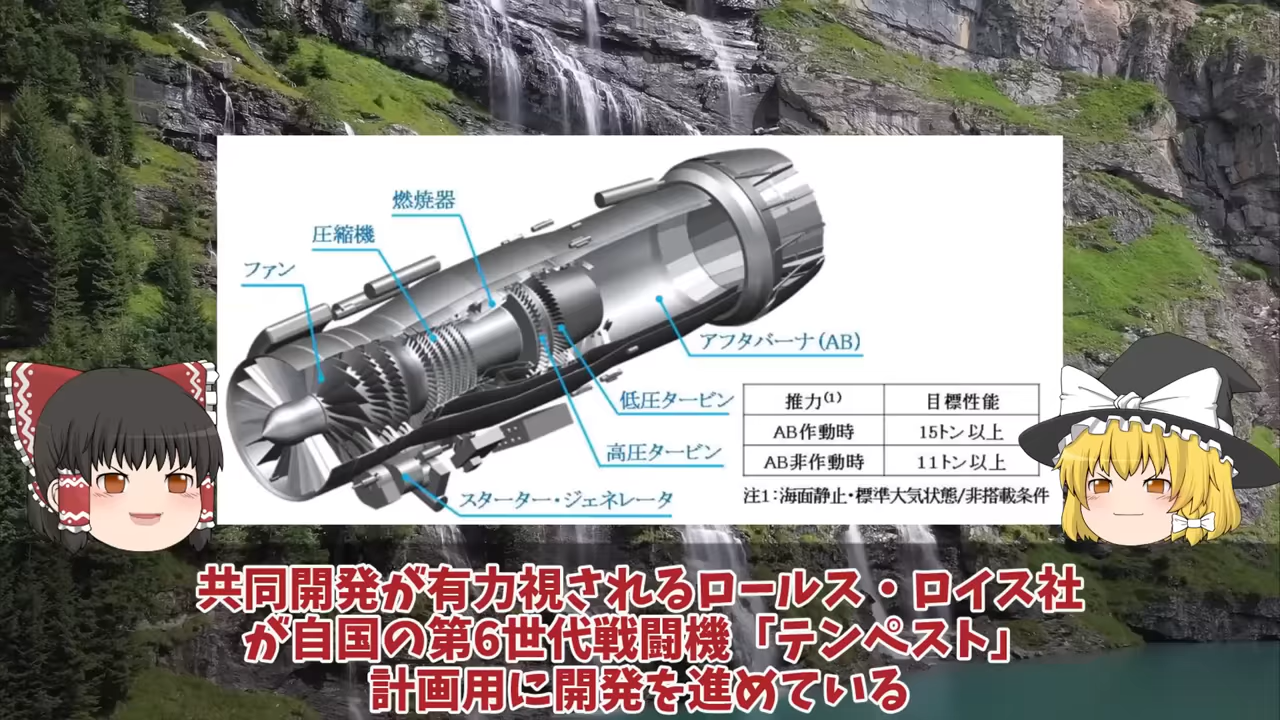 燃焼器
圧縮機
ファン
アフタバーナ(AB)
低圧タービン
高圧タービン
スターター・ジェネレータ
推力(1) 目標性能
AB作動時 15トン以上
AB非作動時 11トン以上
注1:海面静止・標準大気状態/非搭載条件
共同開発が有力視されるロールス・ロイス社
が自国の第6世代戦闘機「テンペスト」
計画用に開発を進めている